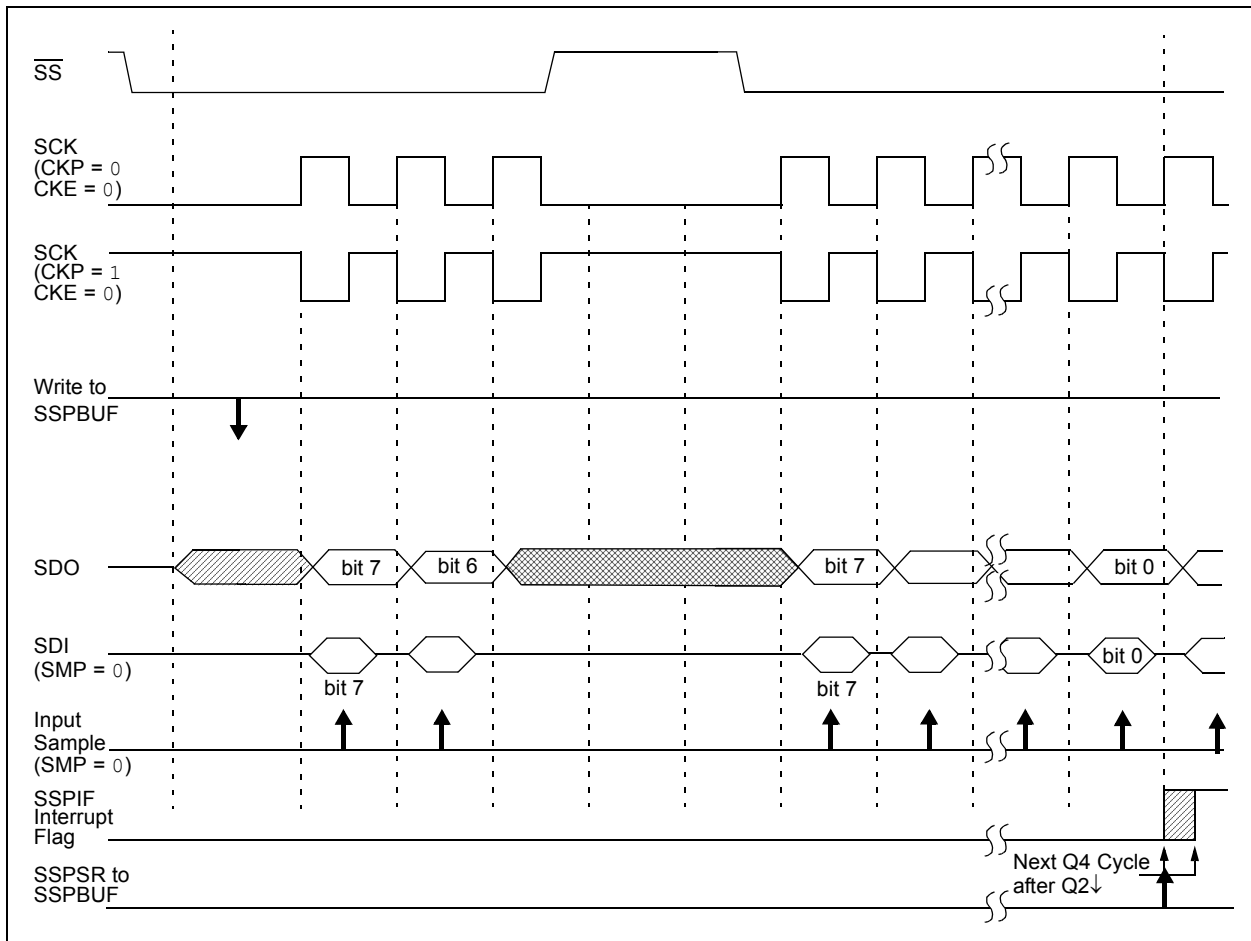 SS
SCK
(CKP = 0
CKE = 0)
SCK
(CKP = 1
CKE = 0)
Write to
SSPBUF
SDO
bit 7
bit 6
bit 7
bit 0
SDI
(SMP = 0)
bit 7
bit 7
bit 0
Input
Sample
(SMP = 0)
SSPIF
Interrupt
Flag
SSPSR to
SSPBUF
Next Q4 Cycle
after Q2↓